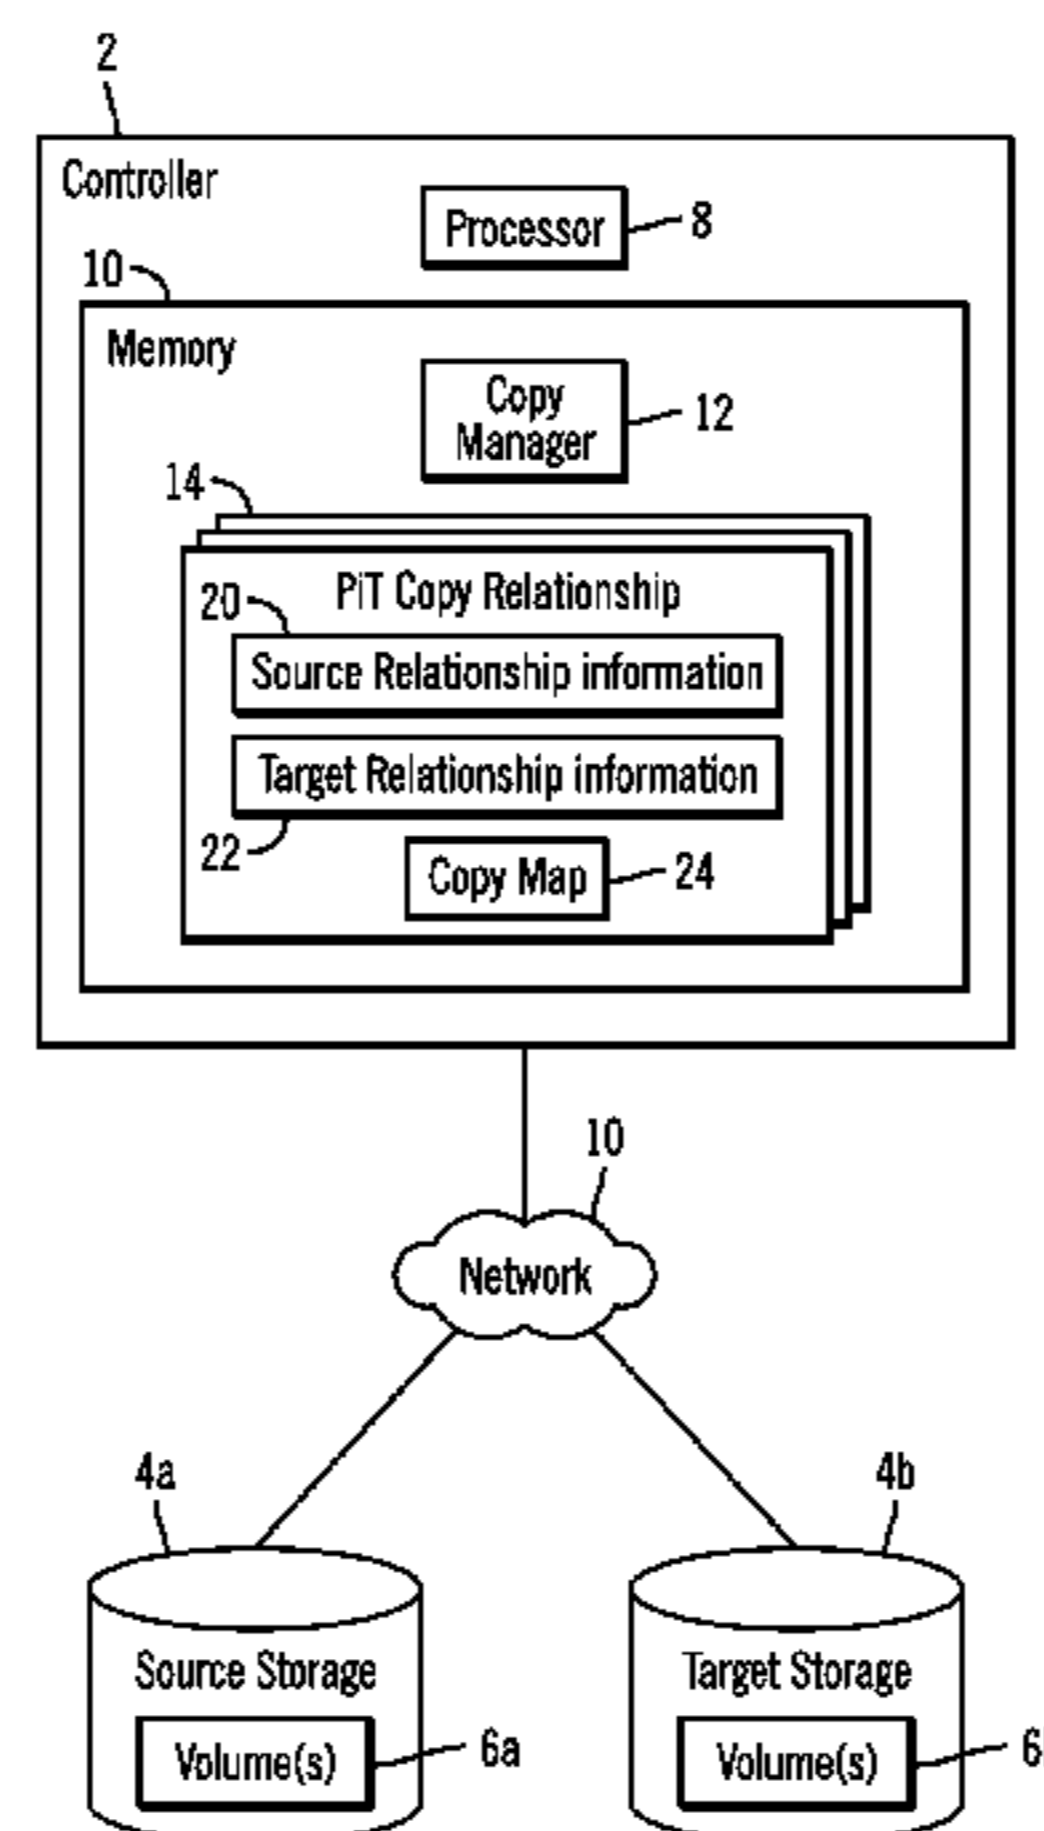 2
Controller
Processor
8
10
Memory
Copy
Manager
12
14
PiT Copy Relationship
20
Source Relationship information
Target Relationship information
22
Copy Map
24
10
Network
4a
4b
Source Storage
Target Storage
Volume(s)
6a
Volume(s)
6